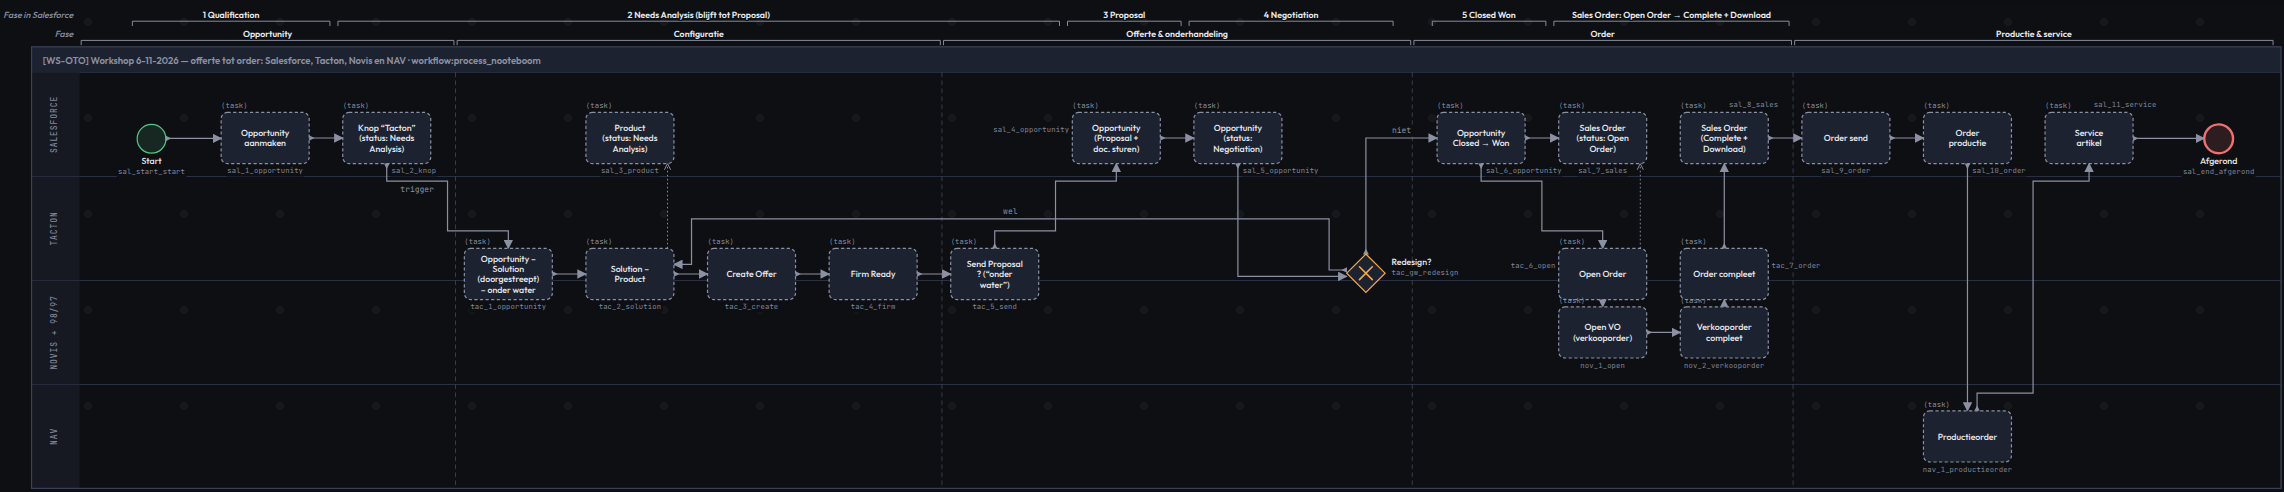 Fase in Salesforce
1 Qualification
2 Needs Analysis (blijft tot Proposal)
3 Proposal
4 Negotiation
5 Closed Won
Sales Order: Open Order → Complete + Download
Fase
Opportunity
Configuratie
Offerte & onderhandeling
Order
Productie & service
[WS-OTO] Workshop 6-11-2026 — offerte tot order: Salesforce, Tacton, Novis en NAV · workflow:process_nooteboom
SALESFORCE
Start
sal_start_start
(task)
Opportunity
aanmaken
sal_1_opportunity
(task)
Knop "Tacton"
(status: Needs
Analysis)
sal_2_knop
trigger
(task)
Product
(status: Needs
Analysis)
sal_3_product
(task)
sal_4_opportunity
Opportunity
(Proposal +
doc. sturen)
(task)
Opportunity
(status:
Negotiation)
sal_5_opportunity
niet
(task)
Opportunity
Closed → Won
sal_6_opportunity
(task)
Sales Order
(status: Open
Order)
sal_7_sales
(task)
sal_8_sales
Sales Order
(Complete +
Download)
(task)
Order send
sal_9_order
(task)
Order
productie
sal_10_order
(task)
sal_11_service
Service
artikel
Afgerond
sal_end_afgerond
TACTON
wel
(task)
Opportunity –
Solution
(doorgestreept)
– onder water
tac_1_opportunity
(task)
Solution –
Product
tac_2_solution
(task)
Create Offer
tac_3_create
(task)
Firm Ready
tac_4_firm
(task)
Send Proposal
? ("onder
water")
tac_5_send
Redesign?
tac_gw_redesign
(task)
tac_6_open
Open Order
(task)
Order compleet
tac_7_order
NOVIS + 98/97
(task)
Open VO
(verkooporder)
nov_1_open
(task)
Verkooporder
compleet
nov_2_verkooporder
NAV
(task)
Productieorder
nav_1_productieorder